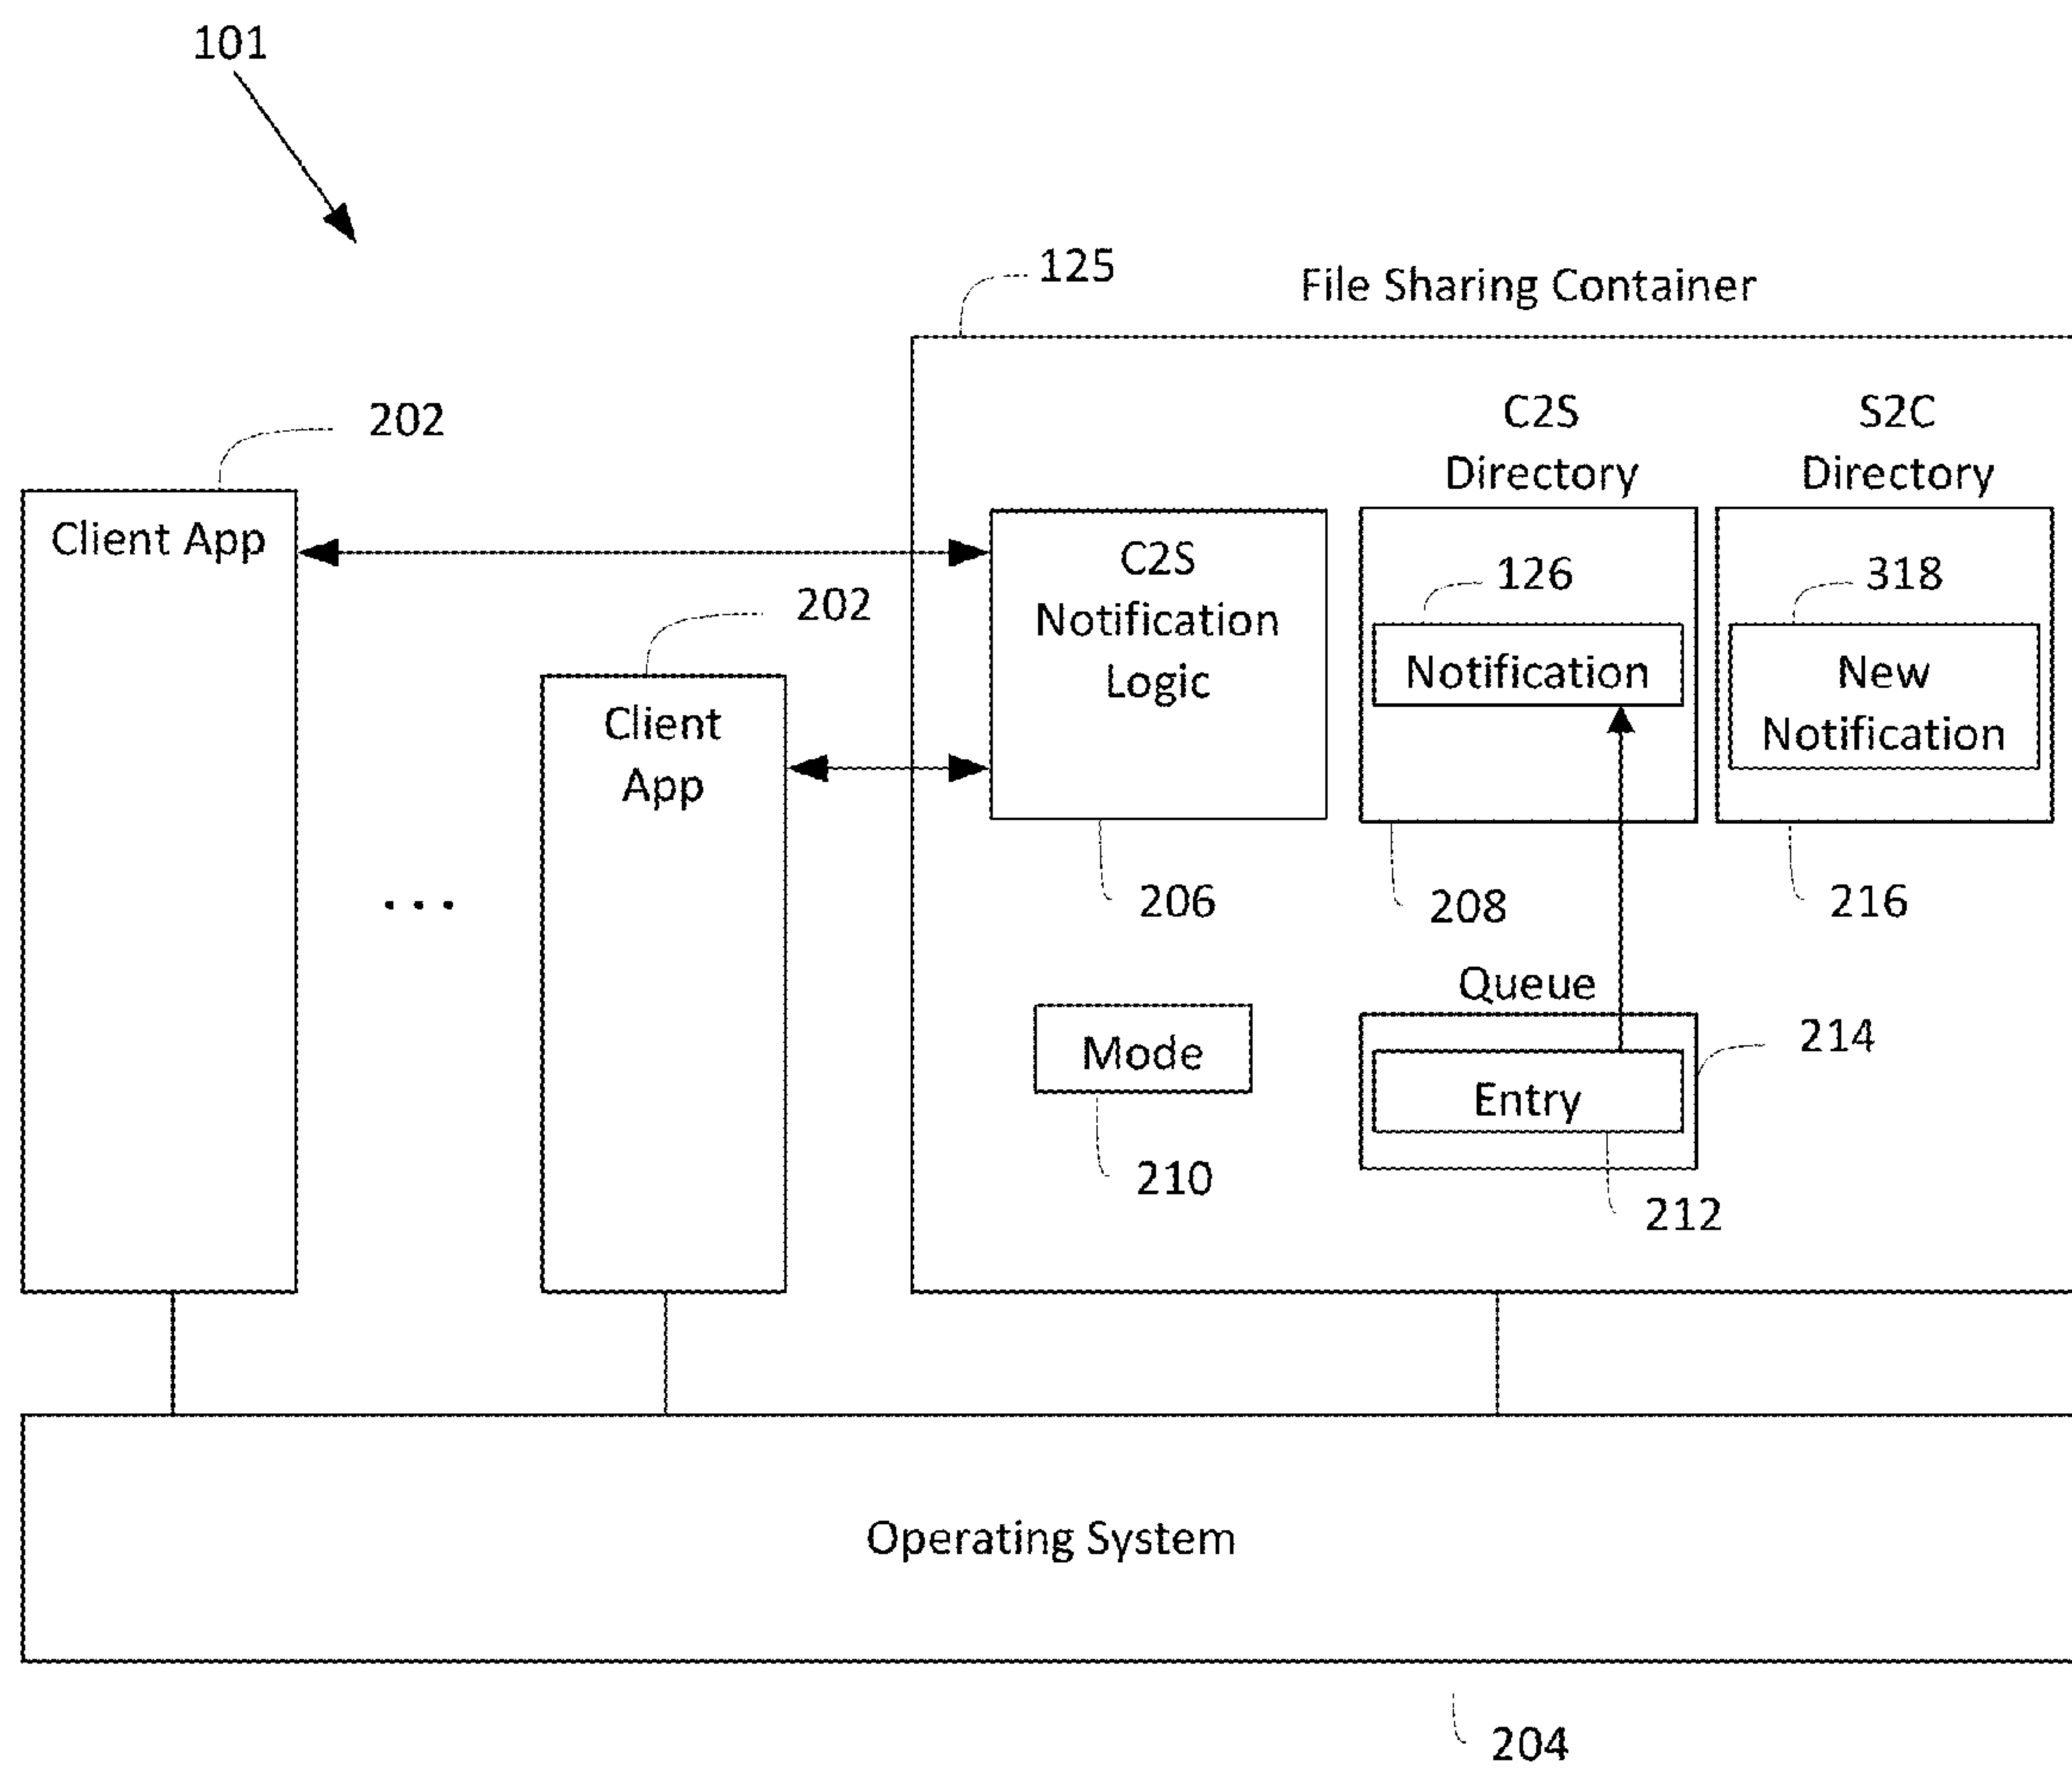 101
125
File Sharing Container
202
Client App
202
Client
App
C2S
Notification
Logic
206
C2S
Directory
126
Notification
208
S2C
Directory
318
New
Notification
216
Mode
210
Queue
214
Entry
212
...
Operating System
204